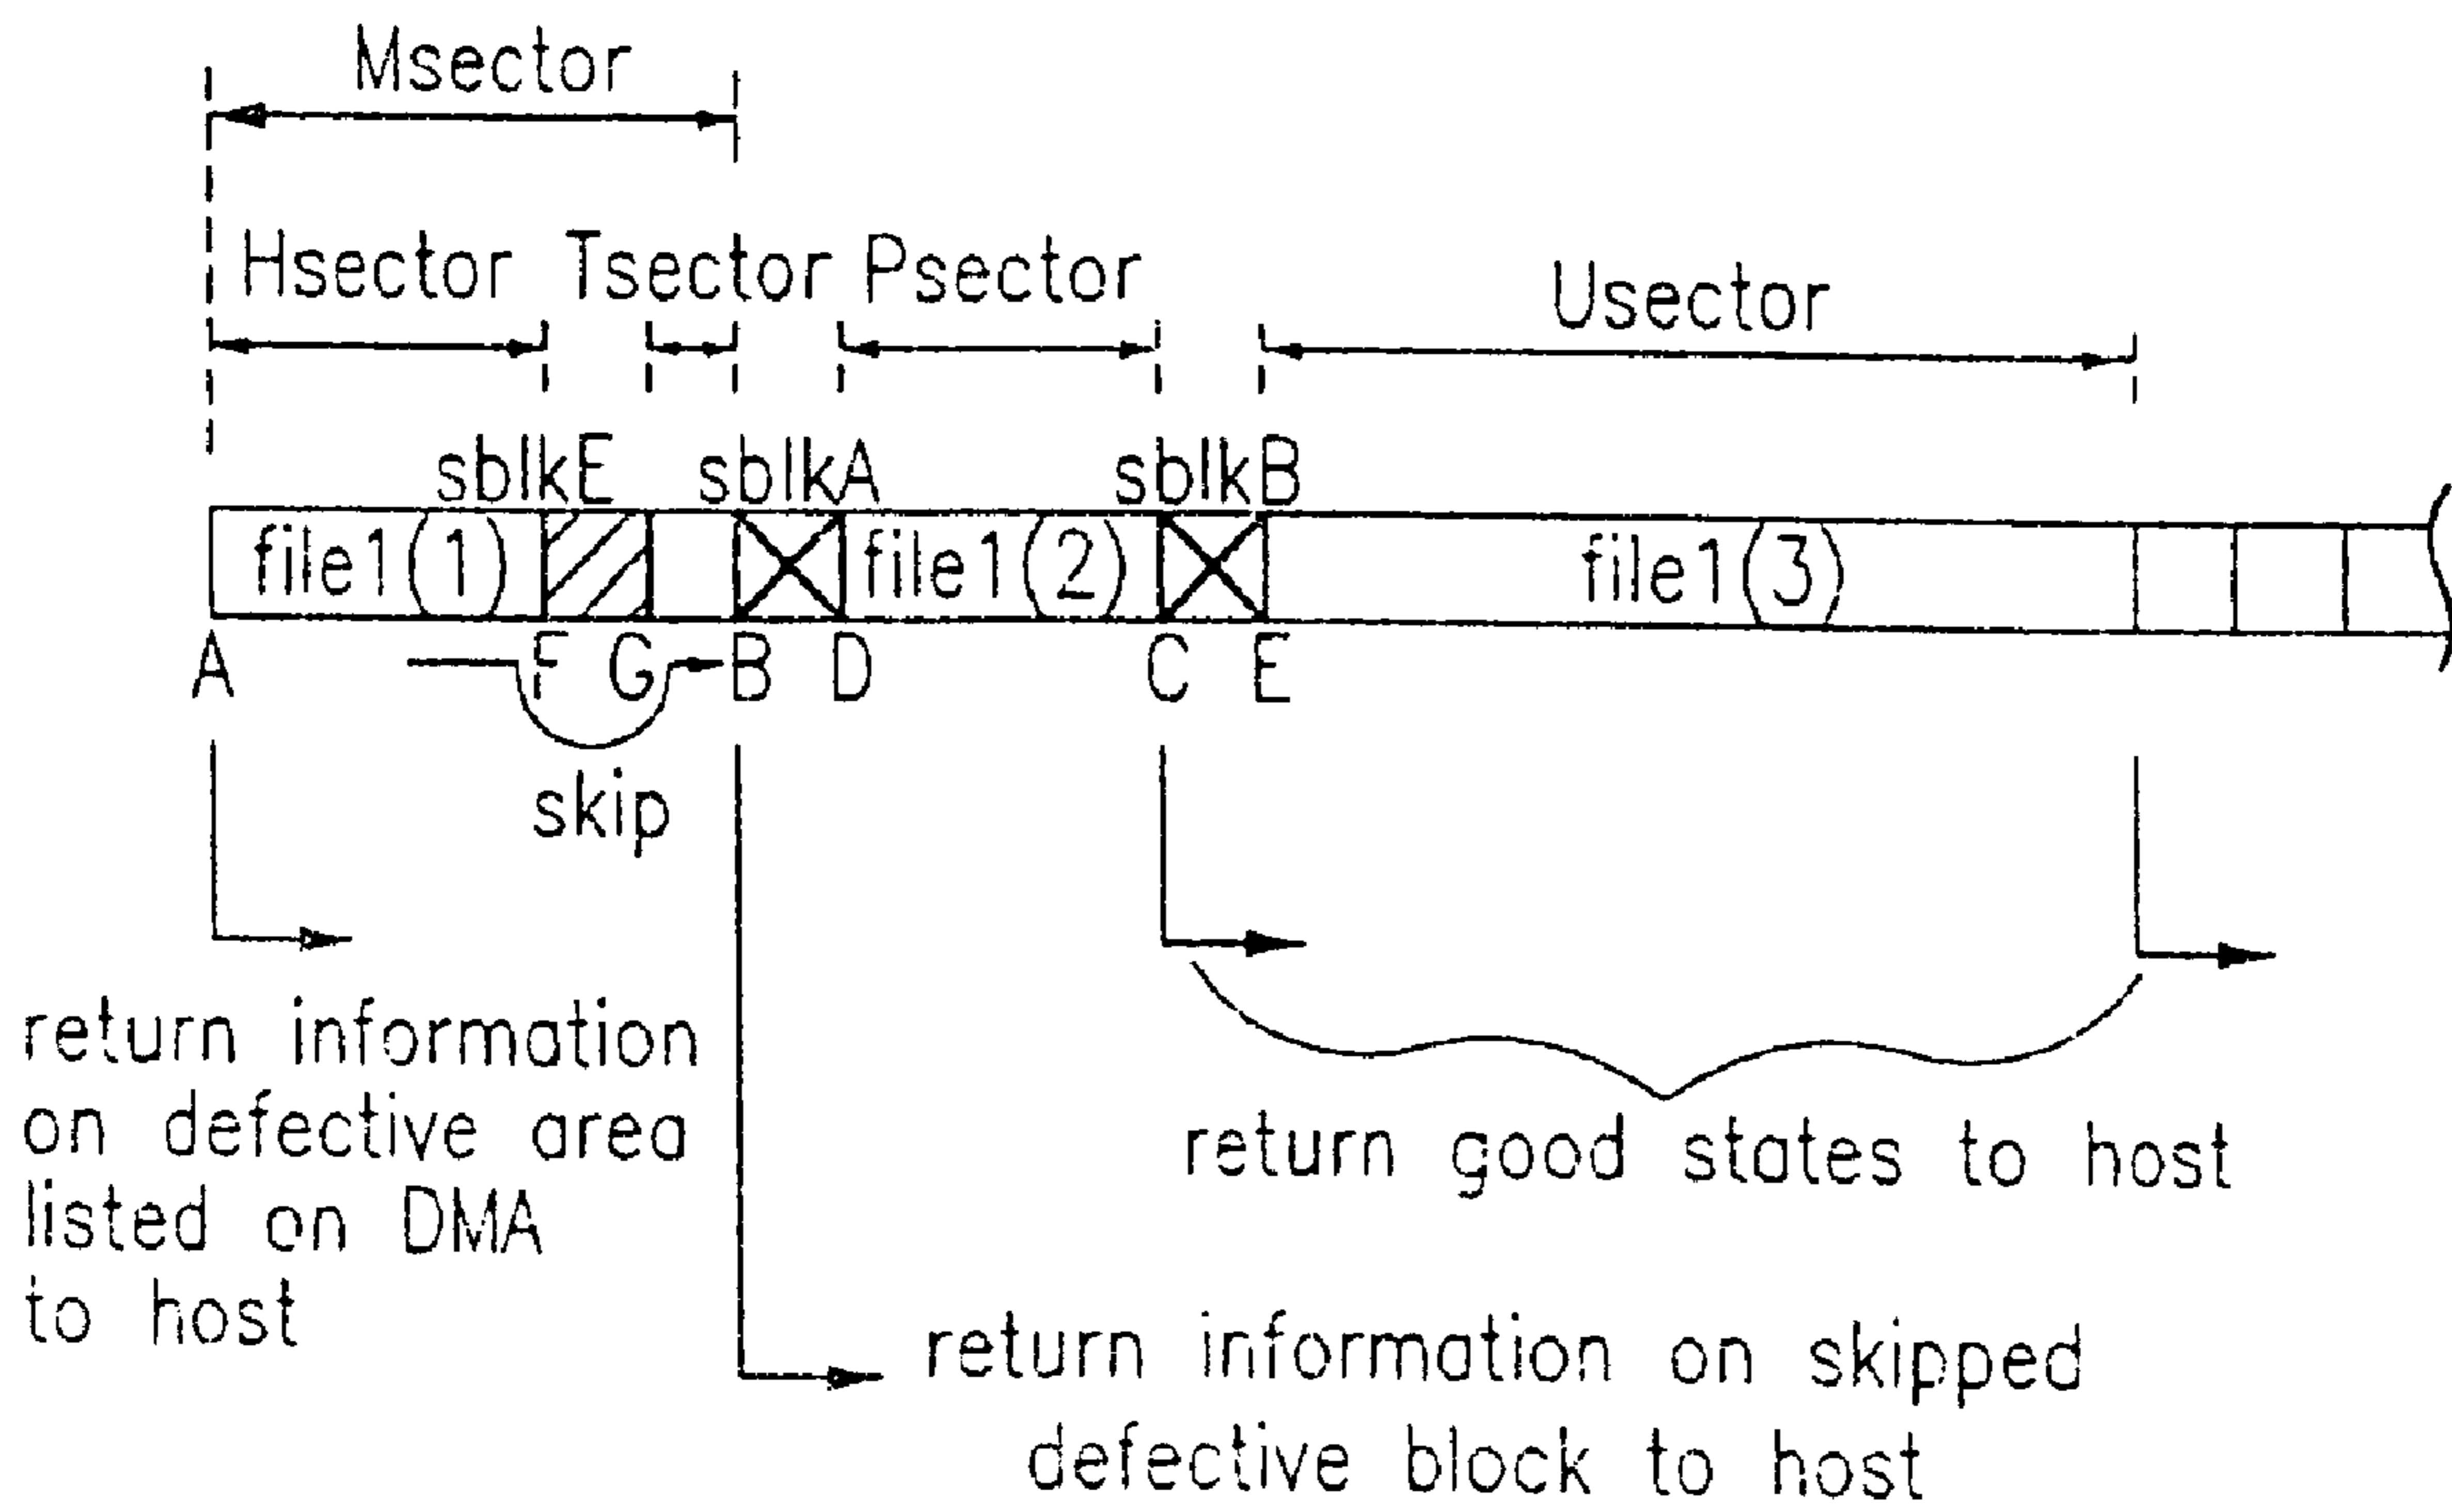 Msector
Hsector Tsector Psector Usector
sblkE sblkA sblkB
file1(1) file1(2) file1(3)
A F G B D C E
skip
return information
on defective area
listed on DMA
to host
return good states to host
return information on skipped
defective block to host